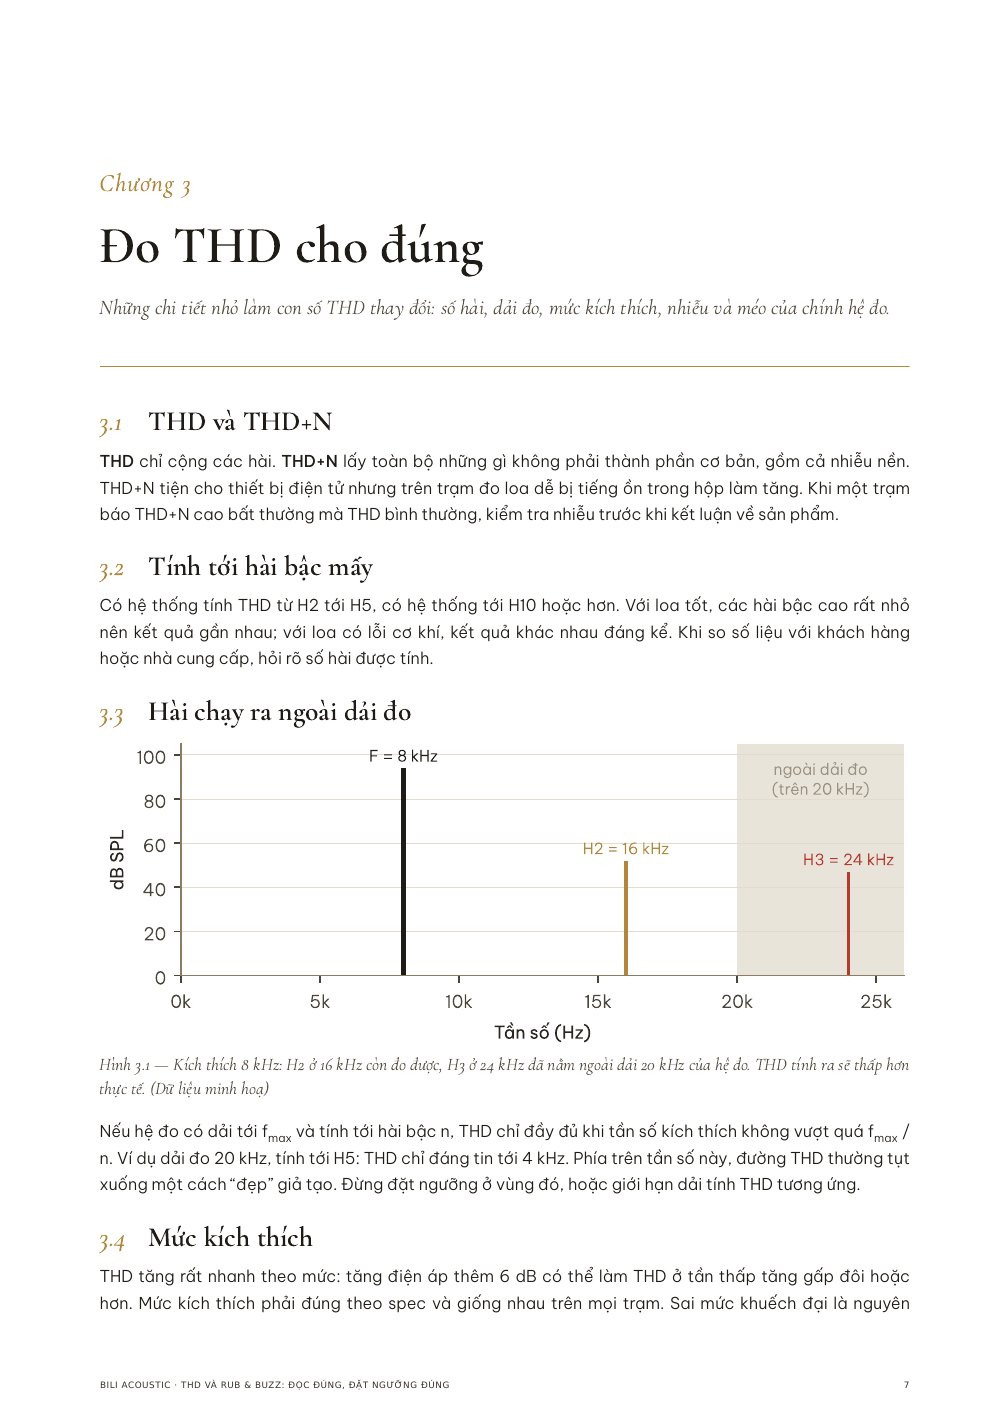 Chương 3
Đo THD cho đúng
Những chi tiết nhỏ làm con số THD thay đổi: số hài, dải đo, mức kích thích, nhiễu và méo của chính hệ đo.
3.1 THD và THD+N
THD chỉ cộng các hài. THD+N lấy toàn bộ những gì không phải thành phần cơ bản, gồm cả nhiễu nền.
THD+N tiện cho thiết bị điện tử nhưng trên trạm đo loa dễ bị tiếng ồn trong hộp làm tăng. Khi một trạm
báo THD+N cao bất thường mà THD bình thường, kiểm tra nhiễu trước khi kết luận về sản phẩm.
3.2 Tính tới hài bậc mấy
Có hệ thống tính THD từ H2 tới H5, có hệ thống tới H10 hoặc hơn. Với loa tốt, các hài bậc cao rất nhỏ
nên kết quả gần nhau; với loa có lỗi cơ khí, kết quả khác nhau đáng kể. Khi so số liệu với khách hàng
hoặc nhà cung cấp, hỏi rõ số hài được tính.
3.3 Hài chạy ra ngoài dải đo
100
80
60
40
20
0
dB SPL
F = 8 kHz
H2 = 16 kHz
ngoài dải đo
(trên 20 kHz)
H3 = 24 kHz
0k 5k 10k 15k 20k 25k
Tần số (Hz)
Hình 3.1 — Kích thích 8 kHz: H2 ở 16 kHz còn đo được, H3 ở 24 kHz đã nằm ngoài dải 20 kHz của hệ đo. THD tính ra sẽ thấp hơn
thực tế. (Dữ liệu minh hoạ)
Nếu hệ đo có dải tới fmax và tính tới hài bậc n, THD chỉ đầy đủ khi tần số kích thích không vượt quá fmax /
n. Ví dụ dải đo 20 kHz, tính tới H5: THD chỉ đáng tin tới 4 kHz. Phía trên tần số này, đường THD thường tụt
xuống một cách “đẹp” giả tạo. Đừng đặt ngưỡng ở vùng đó, hoặc giới hạn dải tính THD tương ứng.
3.4 Mức kích thích
THD tăng rất nhanh theo mức: tăng điện áp thêm 6 dB có thể làm THD ở tần thấp tăng gấp đôi hoặc
hơn. Mức kích thích phải đúng theo spec và giống nhau trên mọi trạm. Sai mức khuếch đại là nguyên
BILI ACOUSTIC · THD VÀ RUB & BUZZ: ĐỌC ĐÚNG, ĐẶT NGƯỠNG ĐÚNG 7